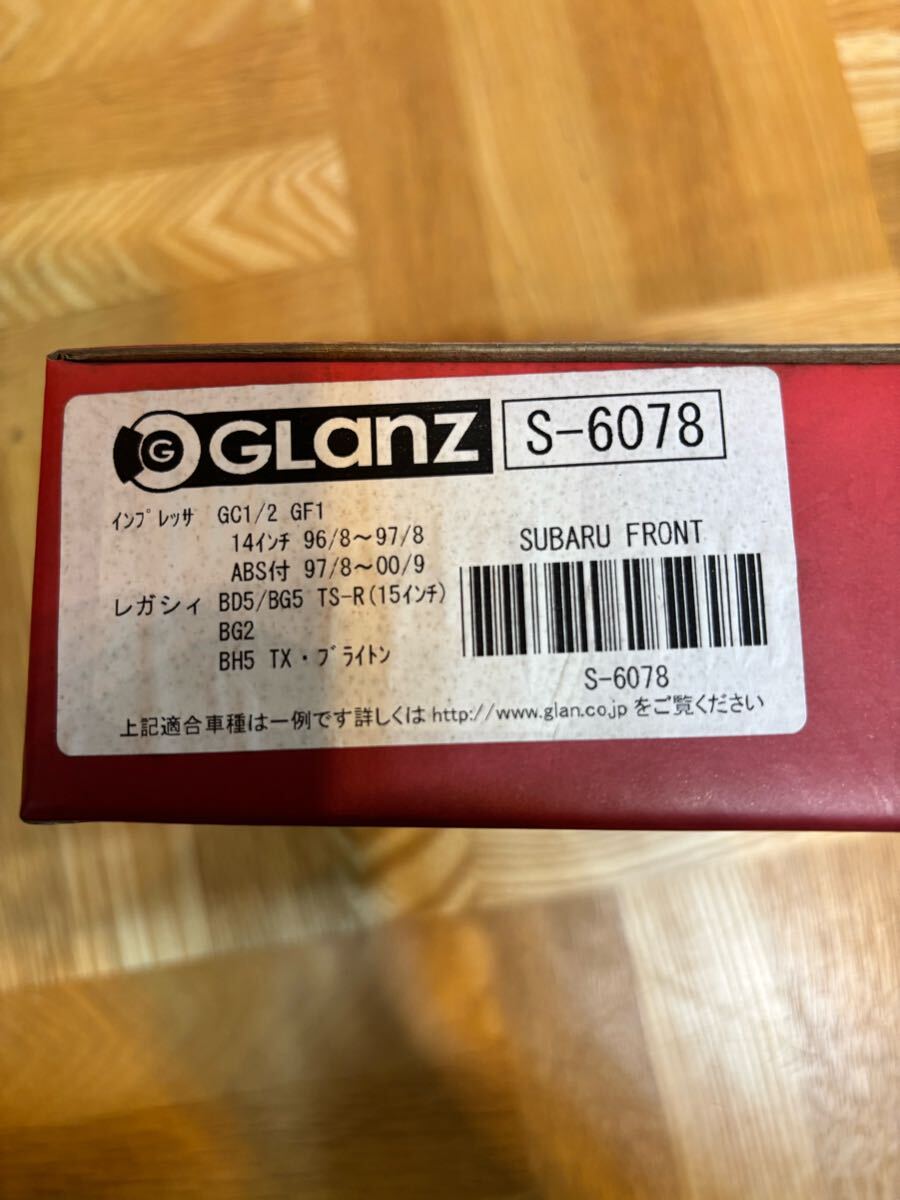 G GLanz S-6078
ｲﾝﾌﾟﾚｯｻ GC1/2 GF1
14ｲﾝﾁ 96/8～97/8
ABS付 97/8～00/9
レガシィ BD5/BG5 TS-R(15ｲﾝﾁ)
BG2
BH5 TX・ﾌﾞﾗｲﾄﾝ
SUBARU FRONT
S-6078
上記適合車種は一例です詳しくは http://www.glan.co.jp をご覧ください